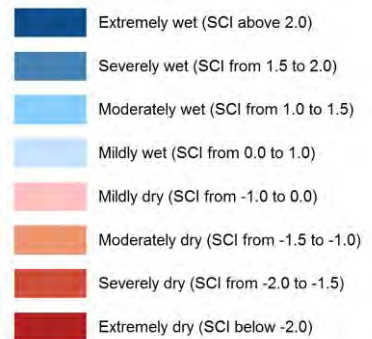 Extremely wet (SCI above 2.0)
Severely wet (SCI from 1.5 to 2.0)
Moderately wet (SCI from 1.0 to 1.5)
Mildly wet (SCI from 0.0 to 1.0)
Mildly dry (SCI from -1.0 to 0.0)
Moderately dry (SCI from -1.5 to -1.0)
Severely dry (SCI from -2.0 to -1.5)
Extremely dry (SCI below -2.0)